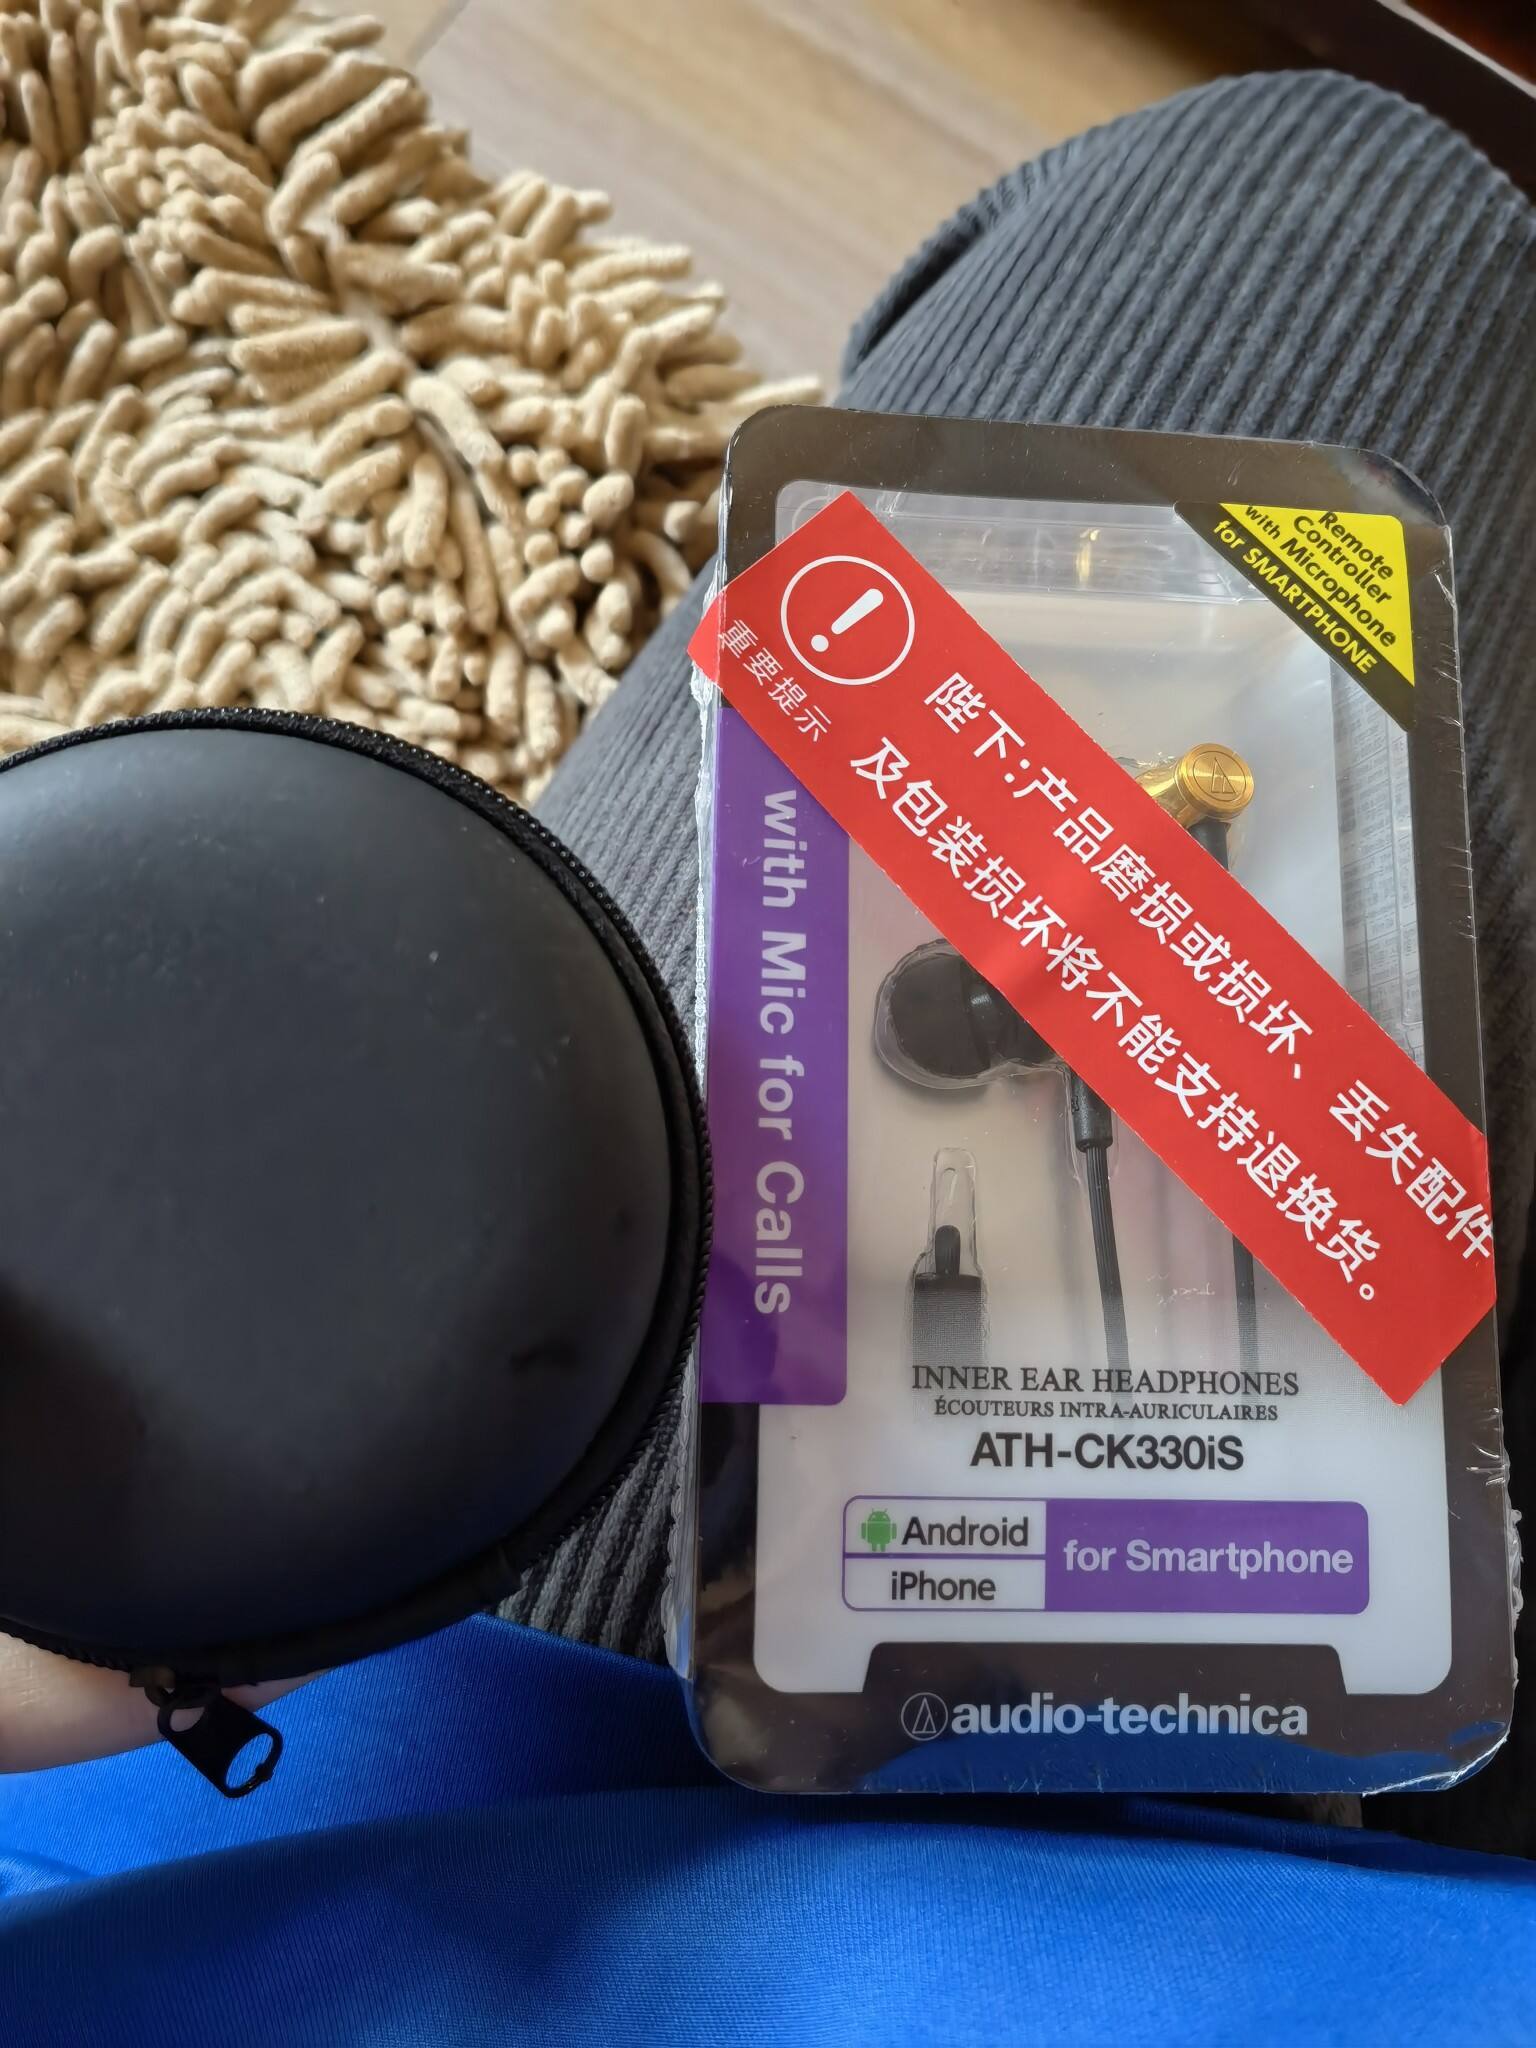 Remote
Controller
with Microphone
for SMARTPHONE
重要提示
陛下:产品磨损或损坏、丢失配件
及包装损坏将不能支持退换货。
with Mic for Calls
INNER EAR HEADPHONES
ÉCOUTEURS INTRA-AURICULAIRES
ATH-CK330iS
Android
iPhone
for Smartphone
audio-technica